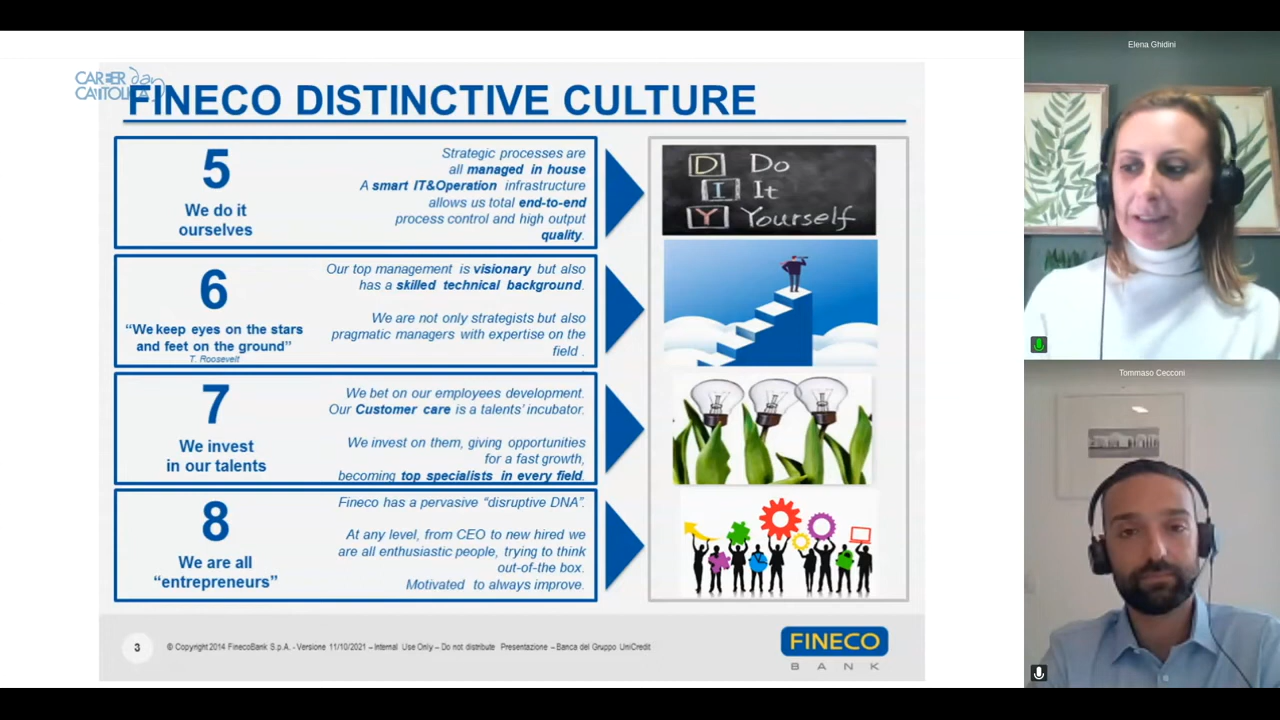 CAREER day
CATTOLICA
FINECO DISTINCTIVE CULTURE
5
We do it
ourselves
Strategic processes are
all managed in house
A smart IT&Operation infrastructure
allows us total end-to-end
process control and high output
quality.
D Do
I It
Y Yourself
6
“We keep eyes on the stars
and feet on the ground”
T. Roosevelt
Our top management is visionary but also
has a skilled technical background.
We are not only strategists but also
pragmatic managers with expertise on the
field .
7
We invest
in our talents
We bet on our employees development.
Our Customer care is a talents’ incubator.
We invest on them, giving opportunities
for a fast growth,
becoming top specialists in every field.
8
We are all
“entrepreneurs”
Fineco has a pervasive “disruptive DNA”.
At any level, from CEO to new hired we
are all enthusiastic people, trying to think
out-of-the box.
Motivated to always improve.
3
© Copyright 2014 FinecoBank S.p.A. - Versione 11/10/2021 – Internal Use Only – Do not distribute Presentazione – Banca del Gruppo UniCredit
FINECO
BANK
Elena Ghidini
Tommaso Cecconi